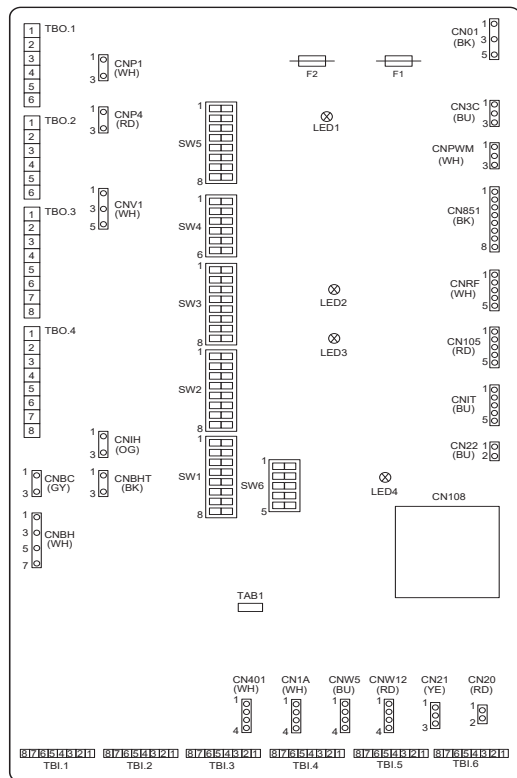 TBO.1
1
2
3
4
5
6
CNP1
(WH)
1
3
F2
F1
CN01
(BK)
1
3
5
TBO.2
1
2
3
4
5
6
CNP4
(RD)
1
3
SW5
1
8
LED1
CN3C
(BU)
1
3
CNPWM
(WH)
1
3
TBO.3
1
2
3
4
5
6
7
8
CNV1
(WH)
1
3
5
SW4
1
6
CN851
(BK)
1
8
SW3
1
8
LED2
CNRF
(WH)
1
5
TBO.4
1
2
3
4
5
6
7
8
LED3
CN105
(RD)
1
5
SW2
1
8
CNIT
(BU)
1
5
CNIH
(OG)
1
3
CN22
(BU)
1
2
CNBC
(GY)
1
3
CNBHT
(BK)
1
3
SW1
1
8
SW6
1
5
LED4
CN108
CNBH
(WH)
1
3
5
7
TAB1
CN401
(WH)
1
4
CN1A
(WH)
1
4
CNW5
(BU)
1
4
CNW12
(RD)
1
4
CN21
(YE)
1
3
CN20
(RD)
1
2
8 7 6 5 4 3 2 1
TBI.1
8 7 6 5 4 3 2 1
TBI.2
8 7 6 5 4 3 2 1
TBI.3
8 7 6 5 4 3 2 1
TBI.4
8 7 6 5 4 3 2 1
TBI.5
8 7 6 5 4 3 2 1
TBI.6